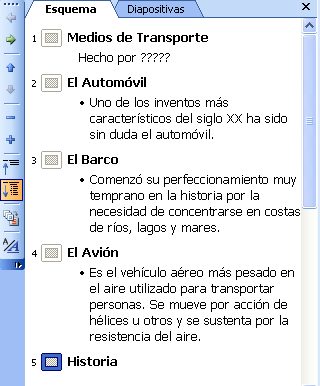 Esquema Diapositivas
1 Medios de Transporte
Hecho por ?????
2 El Automóvil
• Uno de los inventos más
característicos del siglo XX ha sido
sin duda el automóvil.
3 El Barco
• Comenzó su perfeccionamiento muy
temprano en la historia por la
necesidad de concentrarse en costas
de ríos, lagos y mares.
4 El Avión
• Es el vehículo aéreo más pesado en
el aire utilizado para transportar
personas. Se mueve por acción de
hélices u otros y se sustenta por la
resistencia del aire.
5 Historia